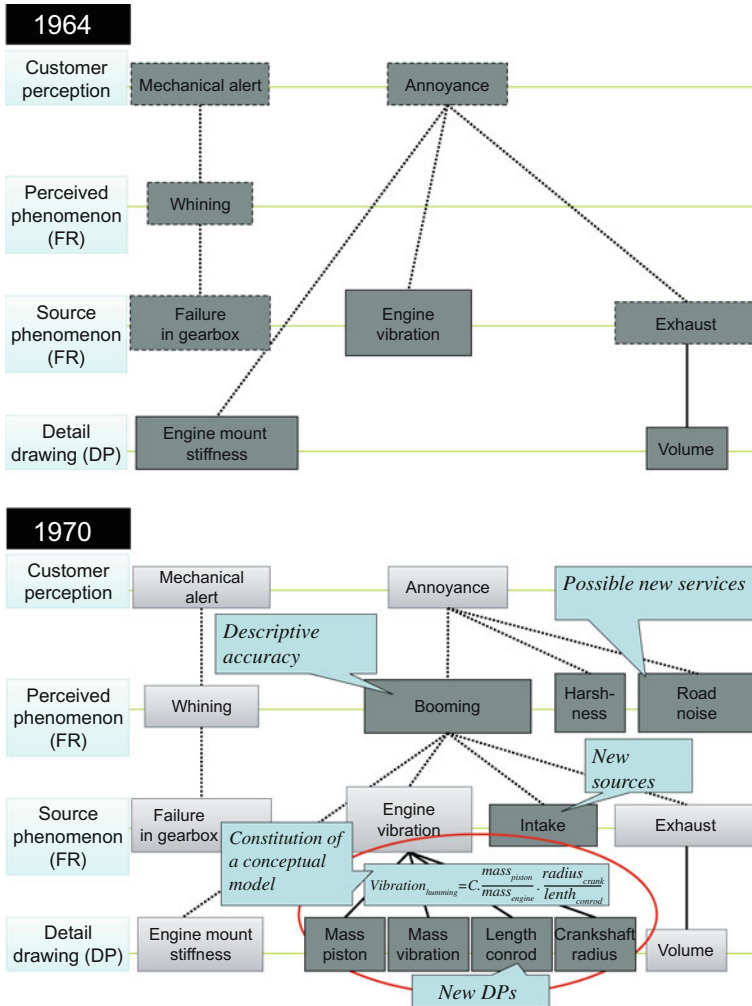 1964
Customer
perception
Mechanical alert
Annoyance
Perceived
phenomenon
(FR)
Whining
Source
phenomenon
(FR)
Failure
in gearbox
Engine
vibration
Exhaust
Detail
drawing (DP)
Engine mount
stiffness
Volume
1970
Customer
perception
Mechanical
alert
Annoyance
Possible new services
Descriptive
accuracy
Perceived
phenomenon
(FR)
Whining
Booming
Harsh-
ness
Road
noise
New
sources
Source
phenomenon
(FR)
Failure
in gearbox
Engine
vibration
Intake
Exhaust
Constitution of
a conceptual
model
Vibration_humming=C.mass_piston/mass_engine . radius_crank/lenth_conrod
Detail
drawing (DP)
Engine mount
stiffness
Mass
piston
Mass
vibration
Length
conrod
Crankshaft
radius
Volume
New DPs